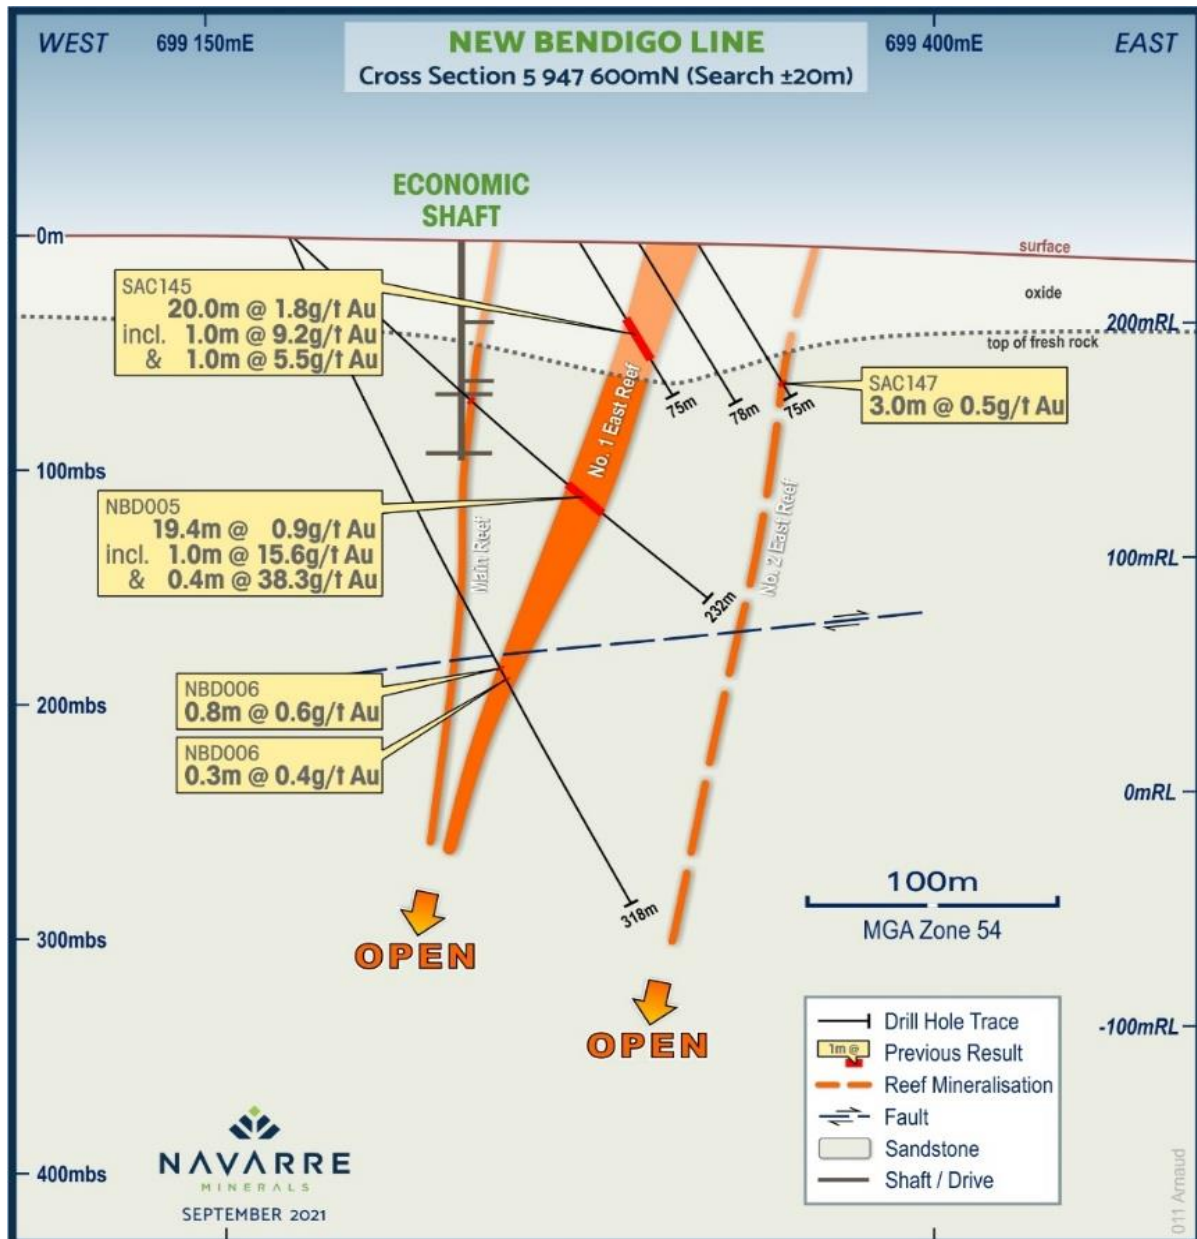 WEST
699 150mE
NEW BENDIGO LINE
Cross Section 5 947 600mN (Search ±20m)
699 400mE
EAST
ECONOMIC
SHAFT
0m
surface
SAC145
20.0m @ 1.8g/t Au
incl. 1.0m @ 9.2g/t Au
& 1.0m @ 5.5g/t Au
oxide
200mRL
top of fresh rock
SAC147
3.0m @ 0.5g/t Au
75m
78m
75m
No. 1 East Reef
100mbs
NBD005
19.4m @ 0.9g/t Au
incl. 1.0m @ 15.6g/t Au
& 0.4m @ 38.3g/t Au
Main Reef
No. 2 East Reef
100mRL
232m
NBD006
0.8m @ 0.6g/t Au
200mbs
NBD006
0.3m @ 0.4g/t Au
0mRL
318m
100m
MGA Zone 54
300mbs
OPEN
OPEN
-100mRL
Drill Hole Trace
1m @
Previous Result
Reef Mineralisation
Fault
Sandstone
Shaft / Drive
400mbs
NAVARRE
MINERALS
SEPTEMBER 2021
011 Arnaud